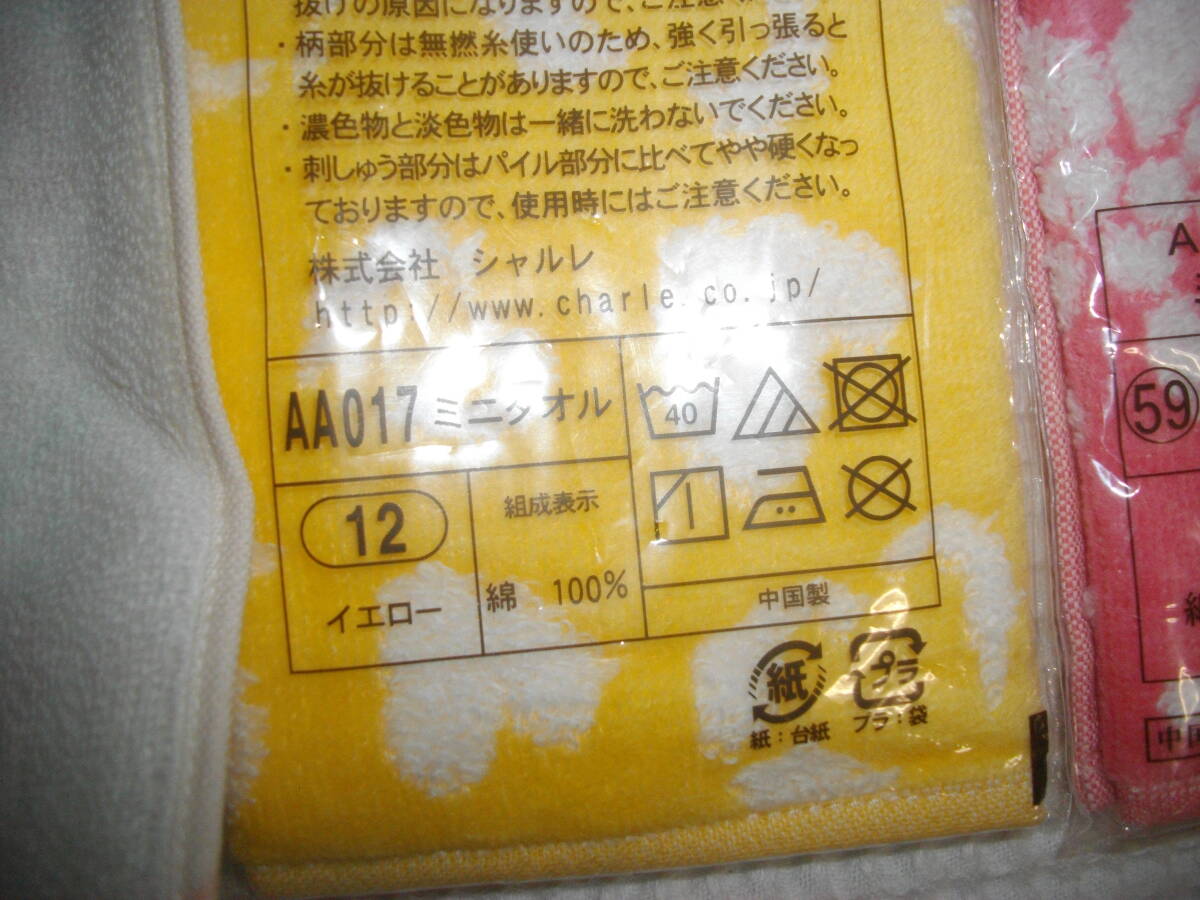 抜けの原因になりますので、ご注意ください。
・柄部分は無撚糸使いのため、強く引っ張ると
糸が抜けることがありますので、ご注意ください。
・濃色物と淡色物は一緒に洗わないでください。
・刺しゅう部分はパイル部分に比べてやや硬くなっ
ておりますので、使用時にはご注意ください。
株式会社 シャルレ
http://www.charle.co.jp/
AA017 ミニタオル
40
12
イエロー
組成表示
綿 100%
中国製
紙
紙：台紙
プラ
プラ：袋
A
59
中国